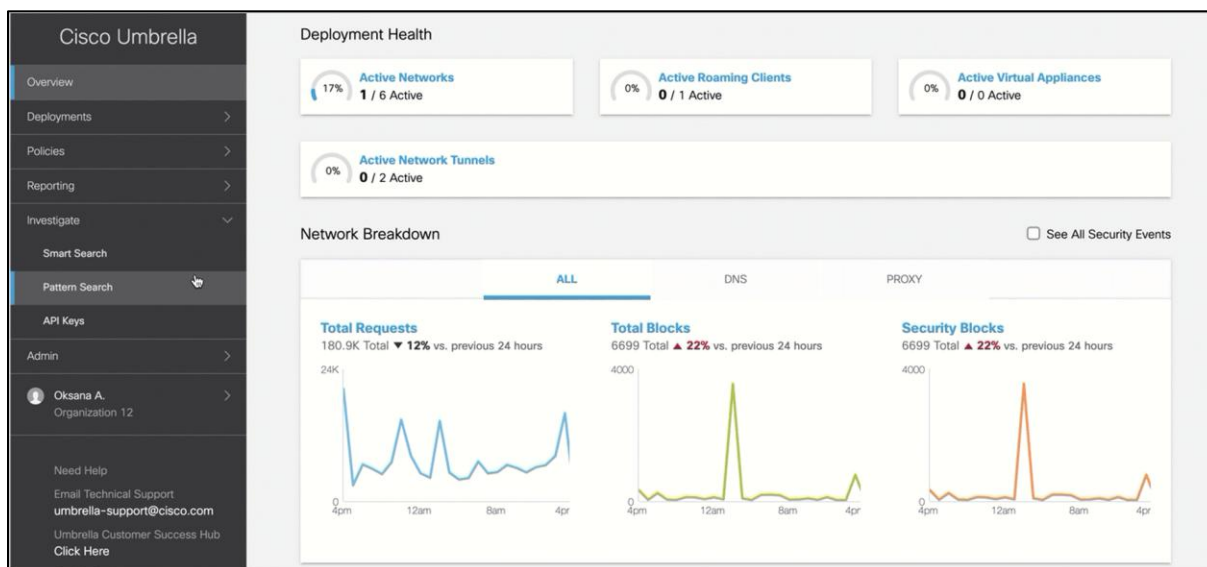 Cisco Umbrella
Overview
Deployments
Policies
Reporting
Investigate
Smart Search
Pattern Search
API Keys
Admin
Oksana A.
Organization 12
Need Help
Email Technical Support
umbrella-support@cisco.com
Umbrella Customer Success Hub
Click Here
Deployment Health
17%
Active Networks
1 / 6 Active
0%
Active Roaming Clients
0 / 1 Active
0%
Active Virtual Appliances
0 / 0 Active
0%
Active Network Tunnels
0 / 2 Active
Network Breakdown
See All Security Events
ALL DNS PROXY
Total Requests
180.9K Total ▼ 12% vs. previous 24 hours
24K
0
4pm 12am 8am 4pr
Total Blocks
6699 Total ▲ 22% vs. previous 24 hours
4000
0
4pm 12am 8am 4pr
Security Blocks
6699 Total ▲ 22% vs. previous 24 hours
4000
0
4pm 12am 8am 4pr